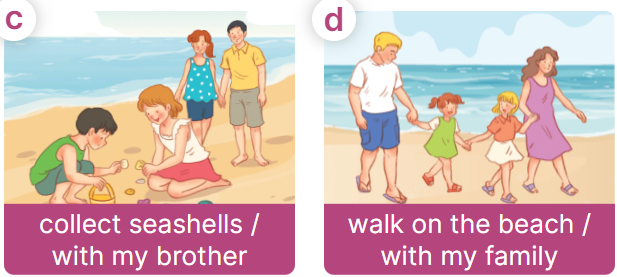 c
collect seashells /
with my brother
d
walk on the beach /
with my family